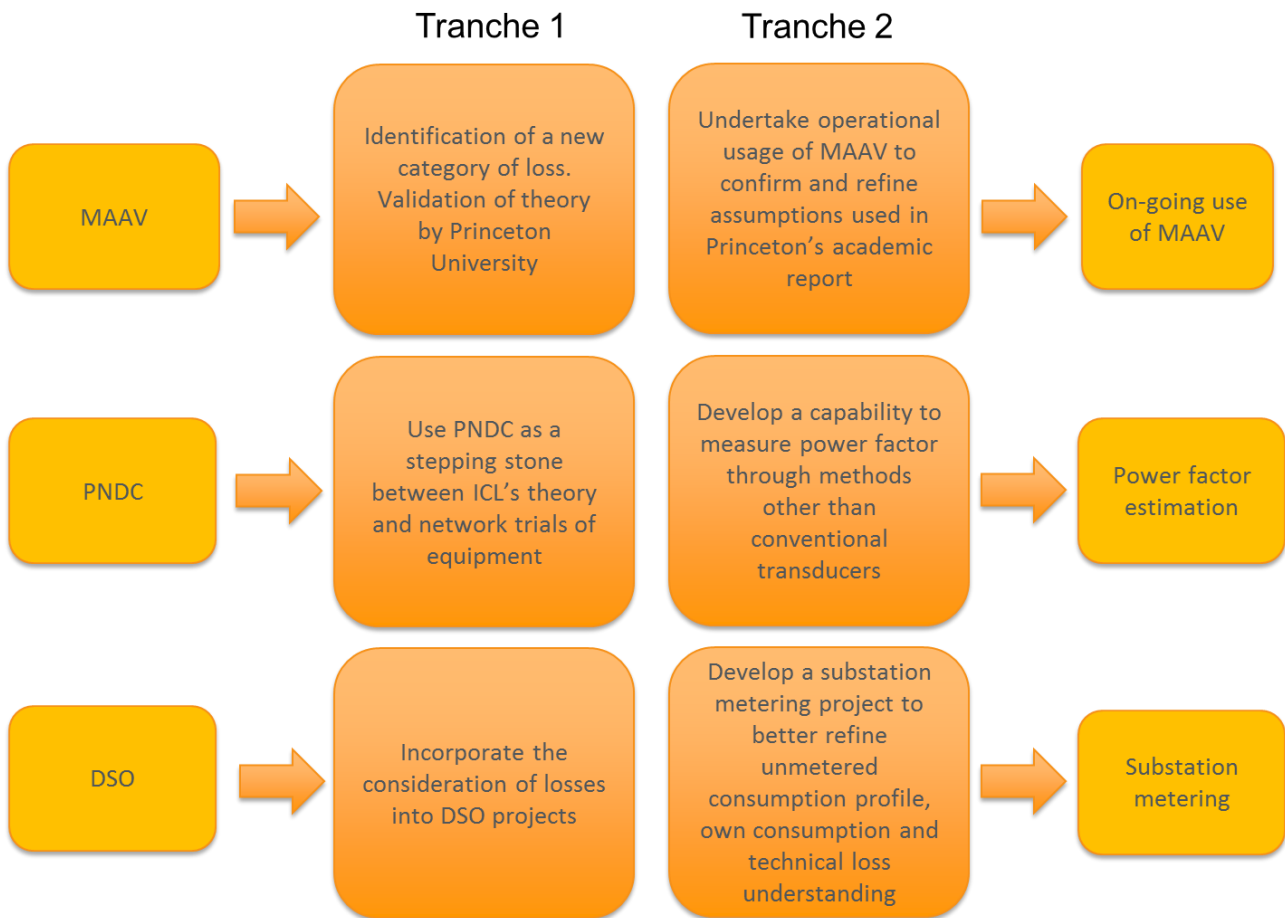 Tranche 1
Tranche 2
MAAV
Identification of a new
category of loss.
Validation of theory
by Princeton
University
Undertake operational
usage of MAAV to
confirm and refine
assumptions used in
Princeton’s academic
report
On-going use
of MAAV
PNDC
Use PNDC as a
stepping stone
between ICL’s theory
and network trials of
equipment
Develop a capability to
measure power factor
through methods
other than
conventional
transducers
Power factor
estimation
DSO
Incorporate the
consideration of losses
into DSO projects
Develop a substation
metering project to
better refine
unmetered
consumption profile,
own consumption and
technical loss
understanding
Substation
metering